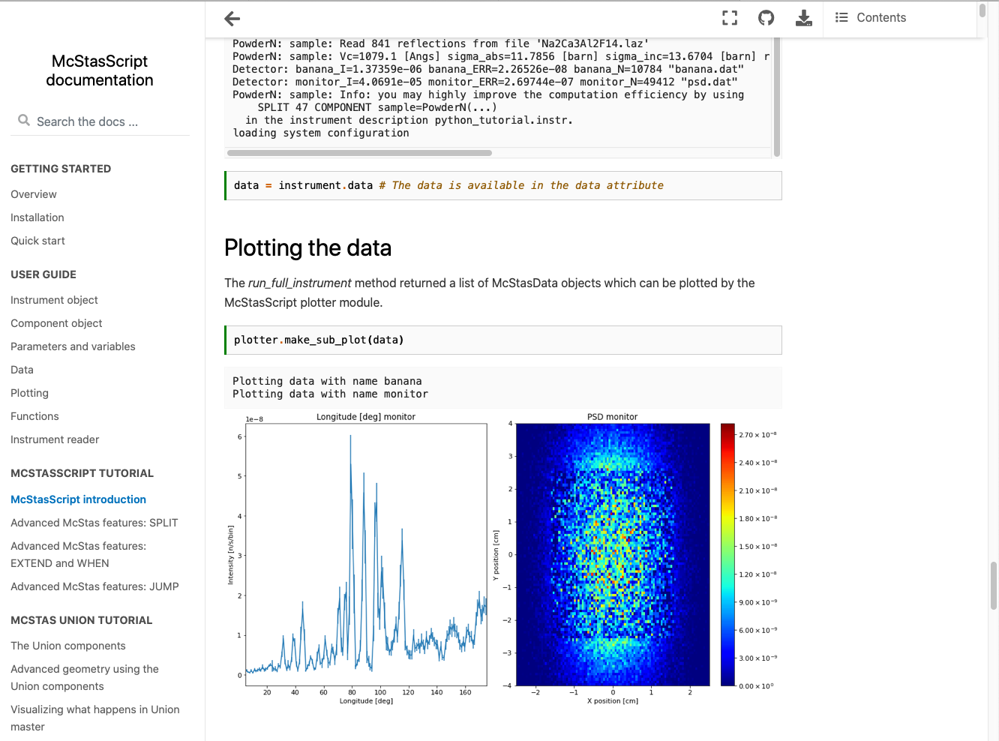 McStasScript
documentation
Search the docs ...
GETTING STARTED
Overview
Installation
Quick start
USER GUIDE
Instrument object
Component object
Parameters and variables
Data
Plotting
Functions
Instrument reader
MCSTASSCRIPT TUTORIAL
McStasScript introduction
Advanced McStas features: SPLIT
Advanced McStas features:
EXTEND and WHEN
Advanced McStas features: JUMP
MCSTAS UNION TUTORIAL
The Union components
Advanced geometry using the
Union components
Visualizing what happens in Union
master
Contents
PowderN: sample: Read 841 reflections from file 'Na2Ca3Al2F14.laz'
PowderN: sample: Vc=1079.1 [Angs] sigma_abs=11.7856 [barn] sigma_inc=13.6704 [barn] r
Detector: banana_I=1.37359e-06 banana_ERR=2.26526e-08 banana_N=10784 "banana.dat"
Detector: monitor_I=4.0691e-05 monitor_ERR=2.69744e-07 monitor_N=49412 "psd.dat"
PowderN: sample: Info: you may highly improve the computation efficiency by using
SPLIT 47 COMPONENT sample=PowderN(...)
in the instrument description python_tutorial.instr.
loading system configuration
data = instrument.data # The data is available in the data attribute
Plotting the data
The run_full_instrument method returned a list of McStasData objects which can be plotted by the
McStasScript plotter module.
plotter.make_sub_plot(data)
Plotting data with name banana
Plotting data with name monitor
1e−8
Longitude [deg] monitor
6
5
4
3
2
1
0
Intensity [n/s/bin]
20 40 60 80 100 120 140 160
Longitude [deg]
PSD monitor
4
3
2
1
0
−1
−2
−3
−4
Y position [cm]
−2 −1 0 1 2
X position [cm]
2.70 × 10⁻⁸
2.40 × 10⁻⁸
2.10 × 10⁻⁸
1.80 × 10⁻⁸
1.50 × 10⁻⁸
1.20 × 10⁻⁸
9.00 × 10⁻⁹
6.00 × 10⁻⁹
3.00 × 10⁻⁹
0.00 × 10⁰